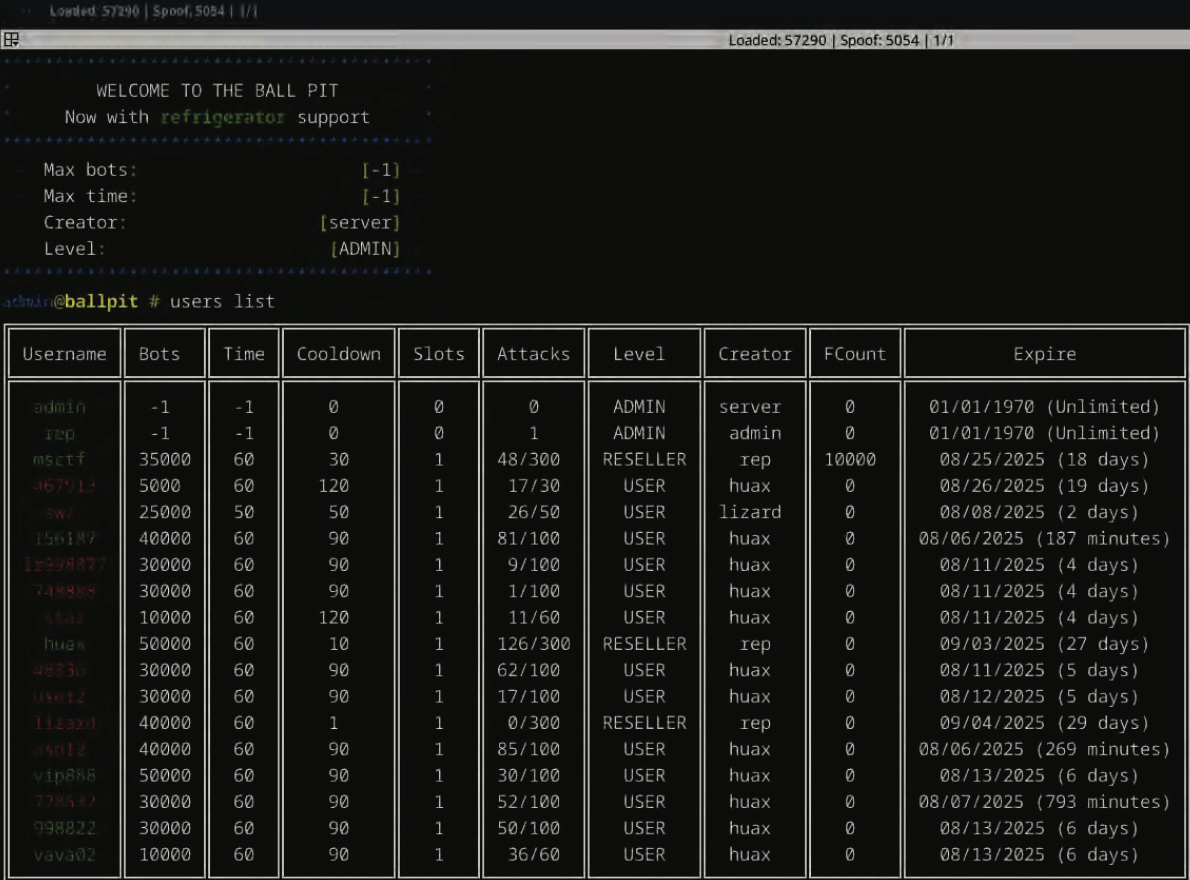 Loaded: 57290 | Spoof: 5054 | 1/1
Loaded: 57290 | Spoof: 5054 | 1/1
WELCOME TO THE BALL PIT
Now with refrigerator support
Max bots: [-1]
Max time: [-1]
Creator: [server]
Level: [ADMIN]
admin@ballpit # users list
Username Bots Time Cooldown Slots Attacks Level Creator FCount Expire
admin -1 -1 0 0 0 ADMIN server 0 01/01/1970 (Unlimited)
rep -1 -1 0 0 1 ADMIN admin 0 01/01/1970 (Unlimited)
msctf 35000 60 30 1 48/300 RESELLER rep 10000 08/25/2025 (18 days)
467913 5000 60 120 1 17/30 USER huax 0 08/26/2025 (19 days)
25000 50 50 1 26/50 USER lizard 0 08/08/2025 (2 days)
156187 40000 60 90 1 81/100 USER huax 0 08/06/2025 (187 minutes)
lz998877 30000 60 90 1 9/100 USER huax 0 08/11/2025 (4 days)
748888 30000 60 90 1 1/100 USER huax 0 08/11/2025 (4 days)
10000 60 120 1 11/60 USER huax 0 08/11/2025 (4 days)
huax 50000 60 10 1 126/300 RESELLER rep 0 09/03/2025 (27 days)
30000 60 90 1 62/100 USER huax 0 08/11/2025 (5 days)
user2 30000 60 90 1 17/100 USER huax 0 08/12/2025 (5 days)
lizard 40000 60 1 1 0/300 RESELLER rep 0 09/04/2025 (29 days)
asd12 40000 60 90 1 85/100 USER huax 0 08/06/2025 (269 minutes)
vip888 50000 60 90 1 30/100 USER huax 0 08/13/2025 (6 days)
30000 60 90 1 52/100 USER huax 0 08/07/2025 (793 minutes)
998822 30000 60 90 1 50/100 USER huax 0 08/13/2025 (6 days)
vava02 10000 60 90 1 36/60 USER huax 0 08/13/2025 (6 days)